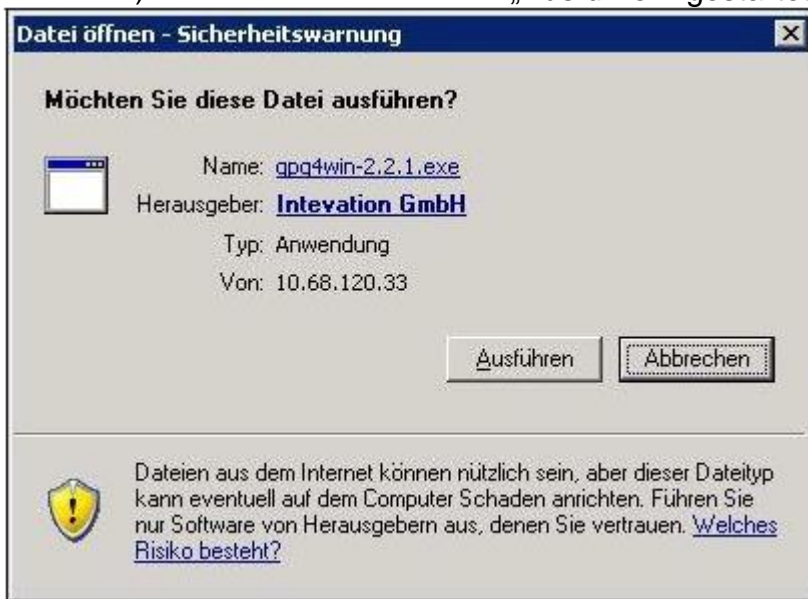 Datei öffnen - Sicherheitswarnung
Möchten Sie diese Datei ausführen?
Name: gpg4win-2.2.1.exe
Herausgeber: Intevation GmbH
Typ: Anwendung
Von: 10.68.120.33
Ausführen Abbrechen
Dateien aus dem Internet können nützlich sein, aber dieser Dateityp
kann eventuell auf dem Computer Schaden anrichten. Führen Sie
nur Software von Herausgebern aus, denen Sie vertrauen. Welches
Risiko besteht?